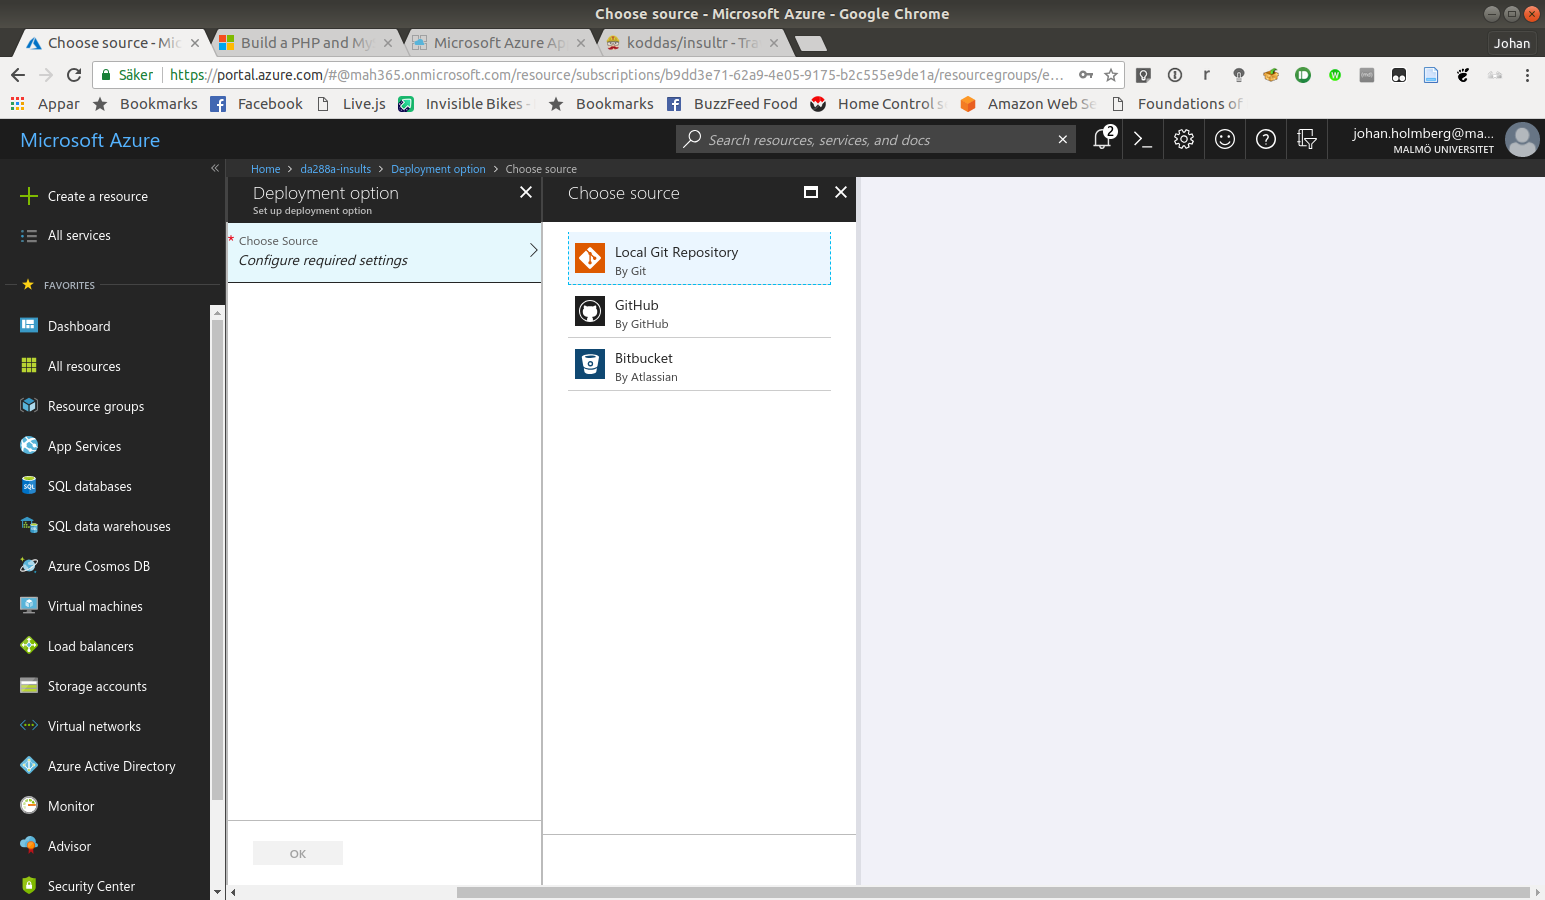 Choose source - Microsoft Azure - Google Chrome
Choose source - Mic
Build a PHP and My
Microsoft Azure Ap
koddas/insultr - Tra
Johan
Säker
https://portal.azure.com/#@mah365.onmicrosoft.com/resource/subscriptions/b9dd3e71-62a9-4e05-9175-b2c555e9de1a/resourcegroups/e...
Appar
Bookmarks
Facebook
Live.js
Invisible Bikes -
Bookmarks
BuzzFeed Food
Home Control s
Amazon Web Se
Foundations of
Microsoft Azure
Search resources, services, and docs
2
johan.holmberg@ma...
MALMÖ UNIVERSITET
Home > da288a-insults > Deployment option > Choose source
Create a resource
All services
FAVORITES
Dashboard
All resources
Resource groups
App Services
SQL databases
SQL data warehouses
Azure Cosmos DB
Virtual machines
Load balancers
Storage accounts
Virtual networks
Azure Active Directory
Monitor
Advisor
Security Center
Deployment option
Set up deployment option
* Choose Source
Configure required settings
OK
Choose source
Local Git Repository
By Git
GitHub
By GitHub
Bitbucket
By Atlassian